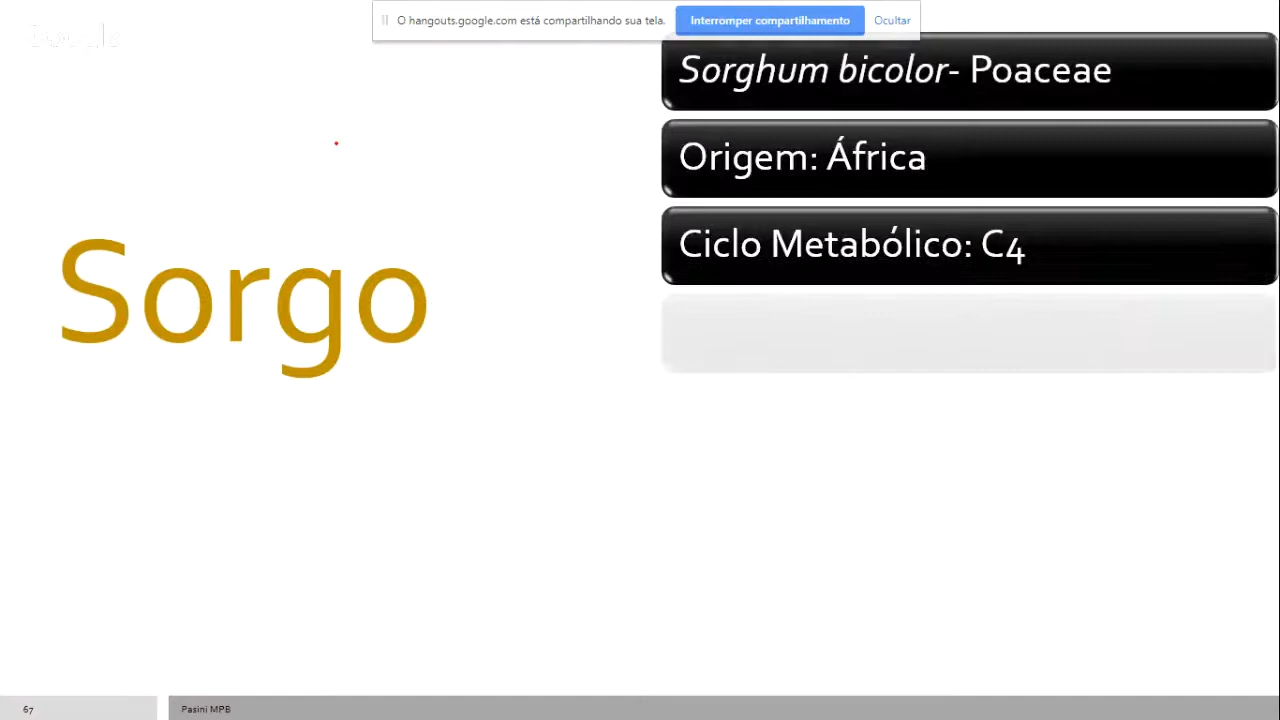 O hangouts.google.com está compartilhando sua tela. Interromper compartilhamento Ocultar
Google
Sorghum bicolor- Poaceae
Origem: África
Ciclo Metabólico: C4
Sorgo
67 Pasini MPB